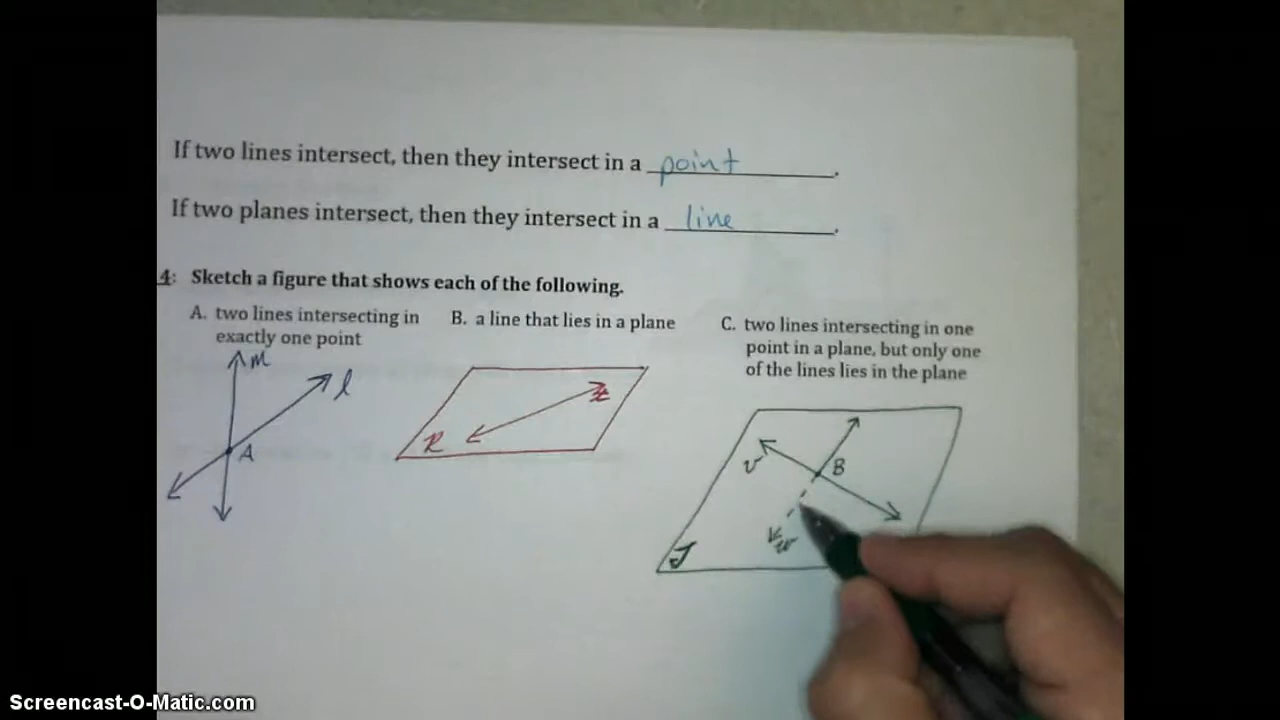 If two lines intersect, then they intersect in a point.
If two planes intersect, then they intersect in a line.
4: Sketch a figure that shows each of the following.
A. two lines intersecting in
exactly one point
B. a line that lies in a plane
C. two lines intersecting in one
point in a plane, but only one
of the lines lies in the plane
m
l
A
R
t
v
B
w
J
Screencast-O-Matic.com